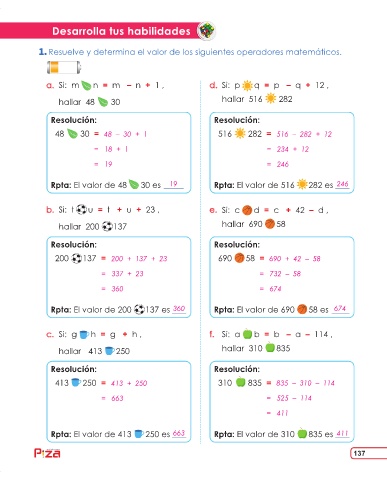 Desarrolla tus habilidades
1. Resuelve y determina el valor de los siguientes operadores matemáticos.
a. Si: m n = m - n + 1 ,
hallar 48 30
Resolución:
48 30 = 48 - 30 + 1
= 18 + 1
= 19
Rpta: El valor de 48 30 es 19
d. Si: p q = p - q + 12 ,
hallar 516 282
Resolución:
516 282 = 516 - 282 + 12
= 234 + 12
= 246
Rpta: El valor de 516 282 es 246
b. Si: t u = t + u + 23 .
hallar 200 137
Resolución:
200 137 = 200 + 137 + 23
= 337 + 23
= 360
Rpta: El valor de 200 137 es 360
e. Si: c d = c + 42 - d ,
hallar 690 58
Resolución:
690 58 = 690 + 42 - 58
= 732 - 58
= 674
Rpta: El valor de 690 58 es 674
c. Si: g h = g + h ,
hallar 413 250
Resolución:
413 250 = 413 + 250
= 663
Rpta: El valor de 413 250 es 663
f. Si: a b = b - a - 114 ,
hallar 310 835
Resolución:
310 835 = 835 - 310 - 114
= 525 - 114
= 411
Rpta: El valor de 310 835 es 411
Piza
137